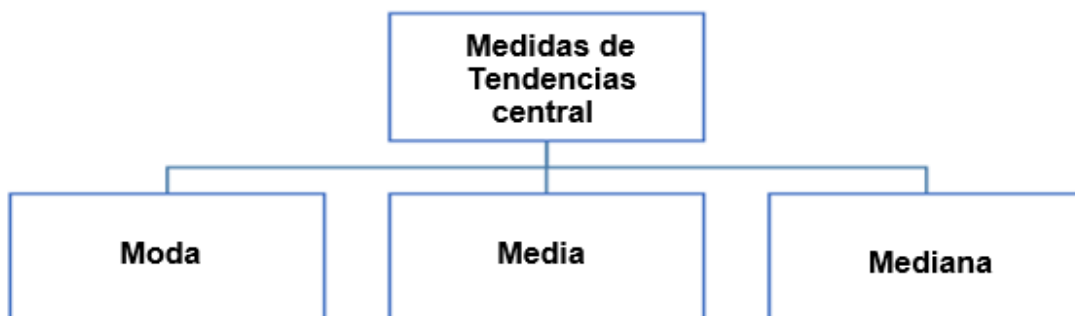 Medidas de
Tendencias
central
Moda
Media
Mediana